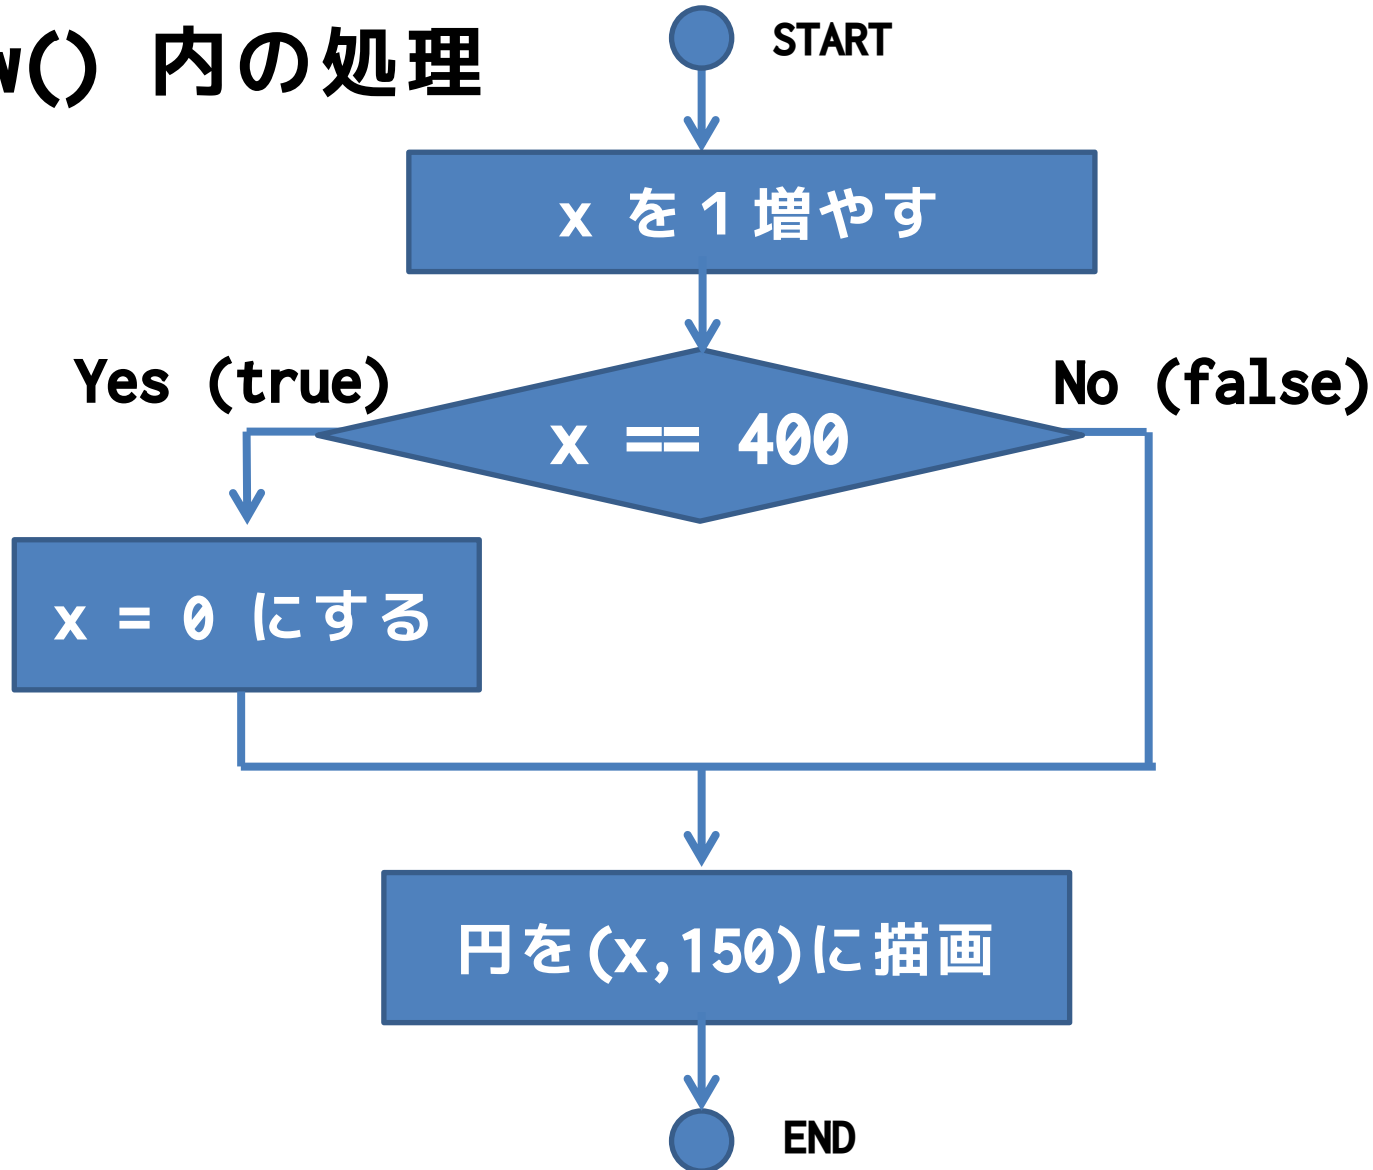 w() 内の処理
START
x を1増やす
Yes (true)
No (false)
x == 400
x = 0 にする
円を(x,150)に描画
END